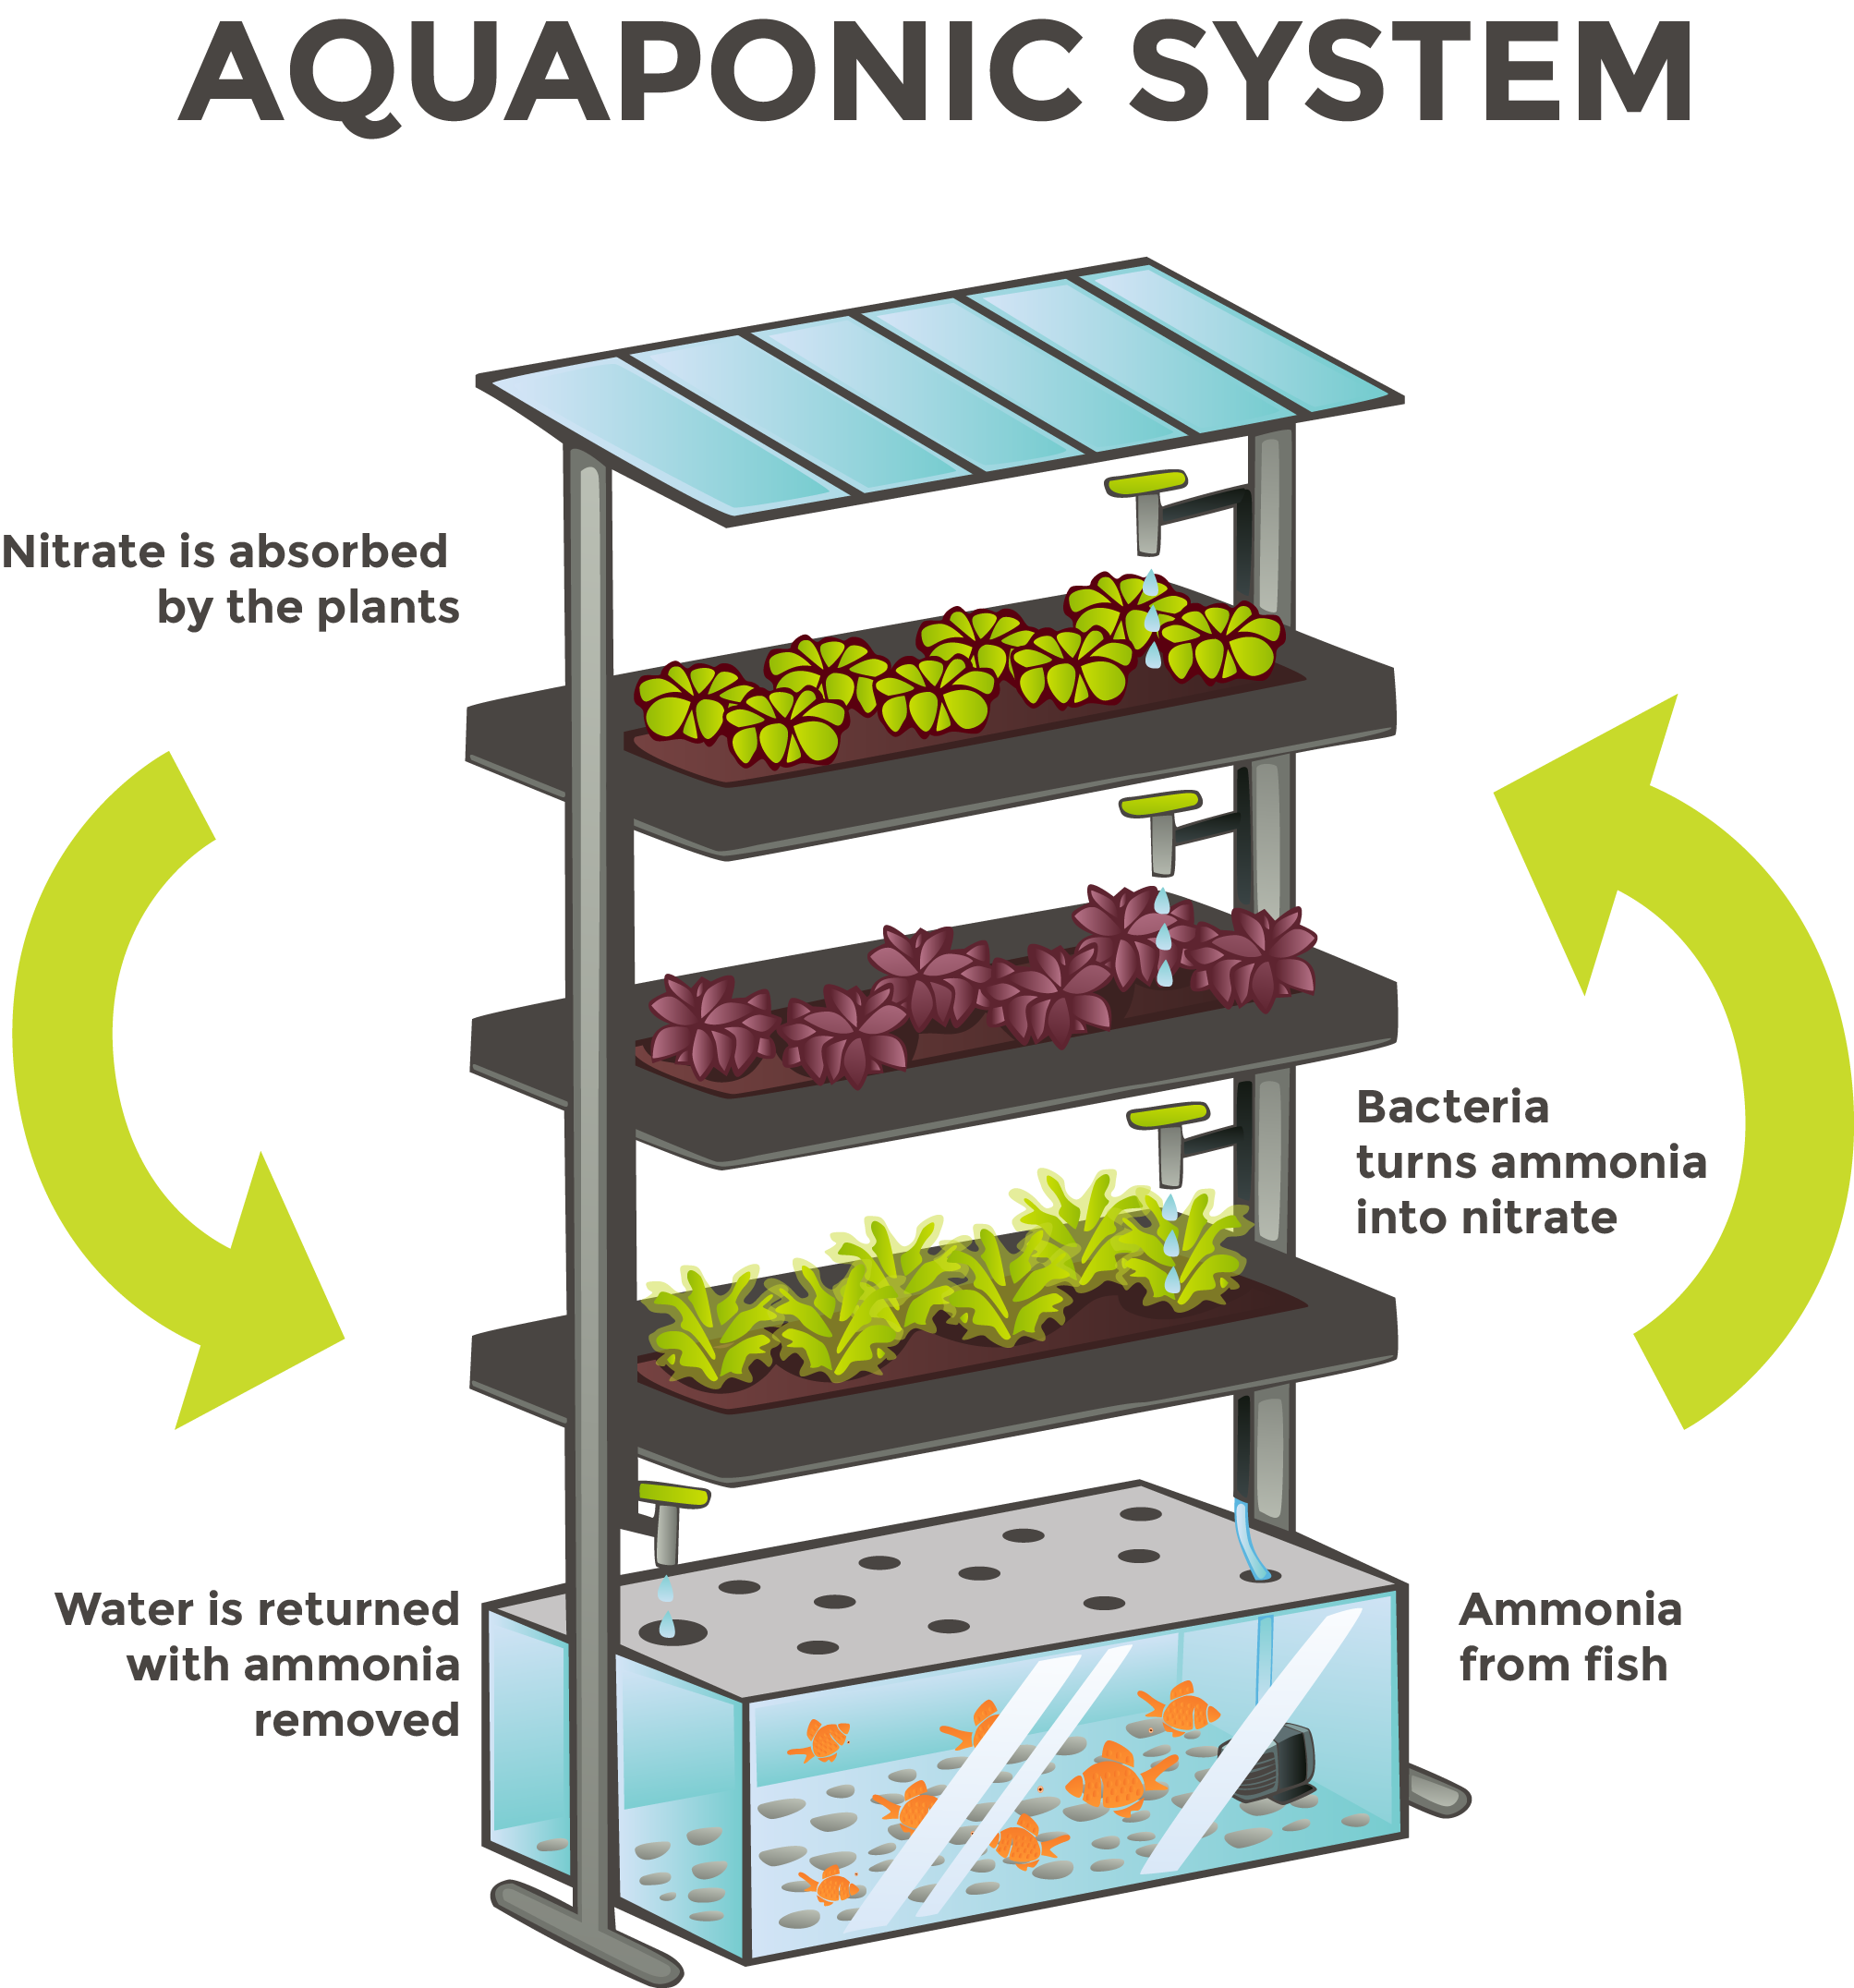 AQUAPONIC SYSTEM
Nitrate is absorbed
by the plants
Bacteria
turns ammonia
into nitrate
Water is returned
with ammonia
removed
Ammonia
from fish